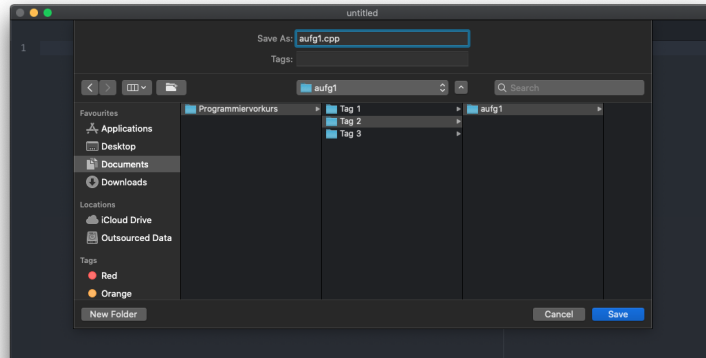 untitled
1
Save As: aufg1.cpp
Tags:
aufg1
Search
Favourites
Applications
Desktop
Documents
Downloads
Locations
iCloud Drive
Outsourced Data
Tags
Red
Orange
Programmiervorkurs
Tag 1
Tag 2
Tag 3
aufg1
New Folder
Cancel
Save